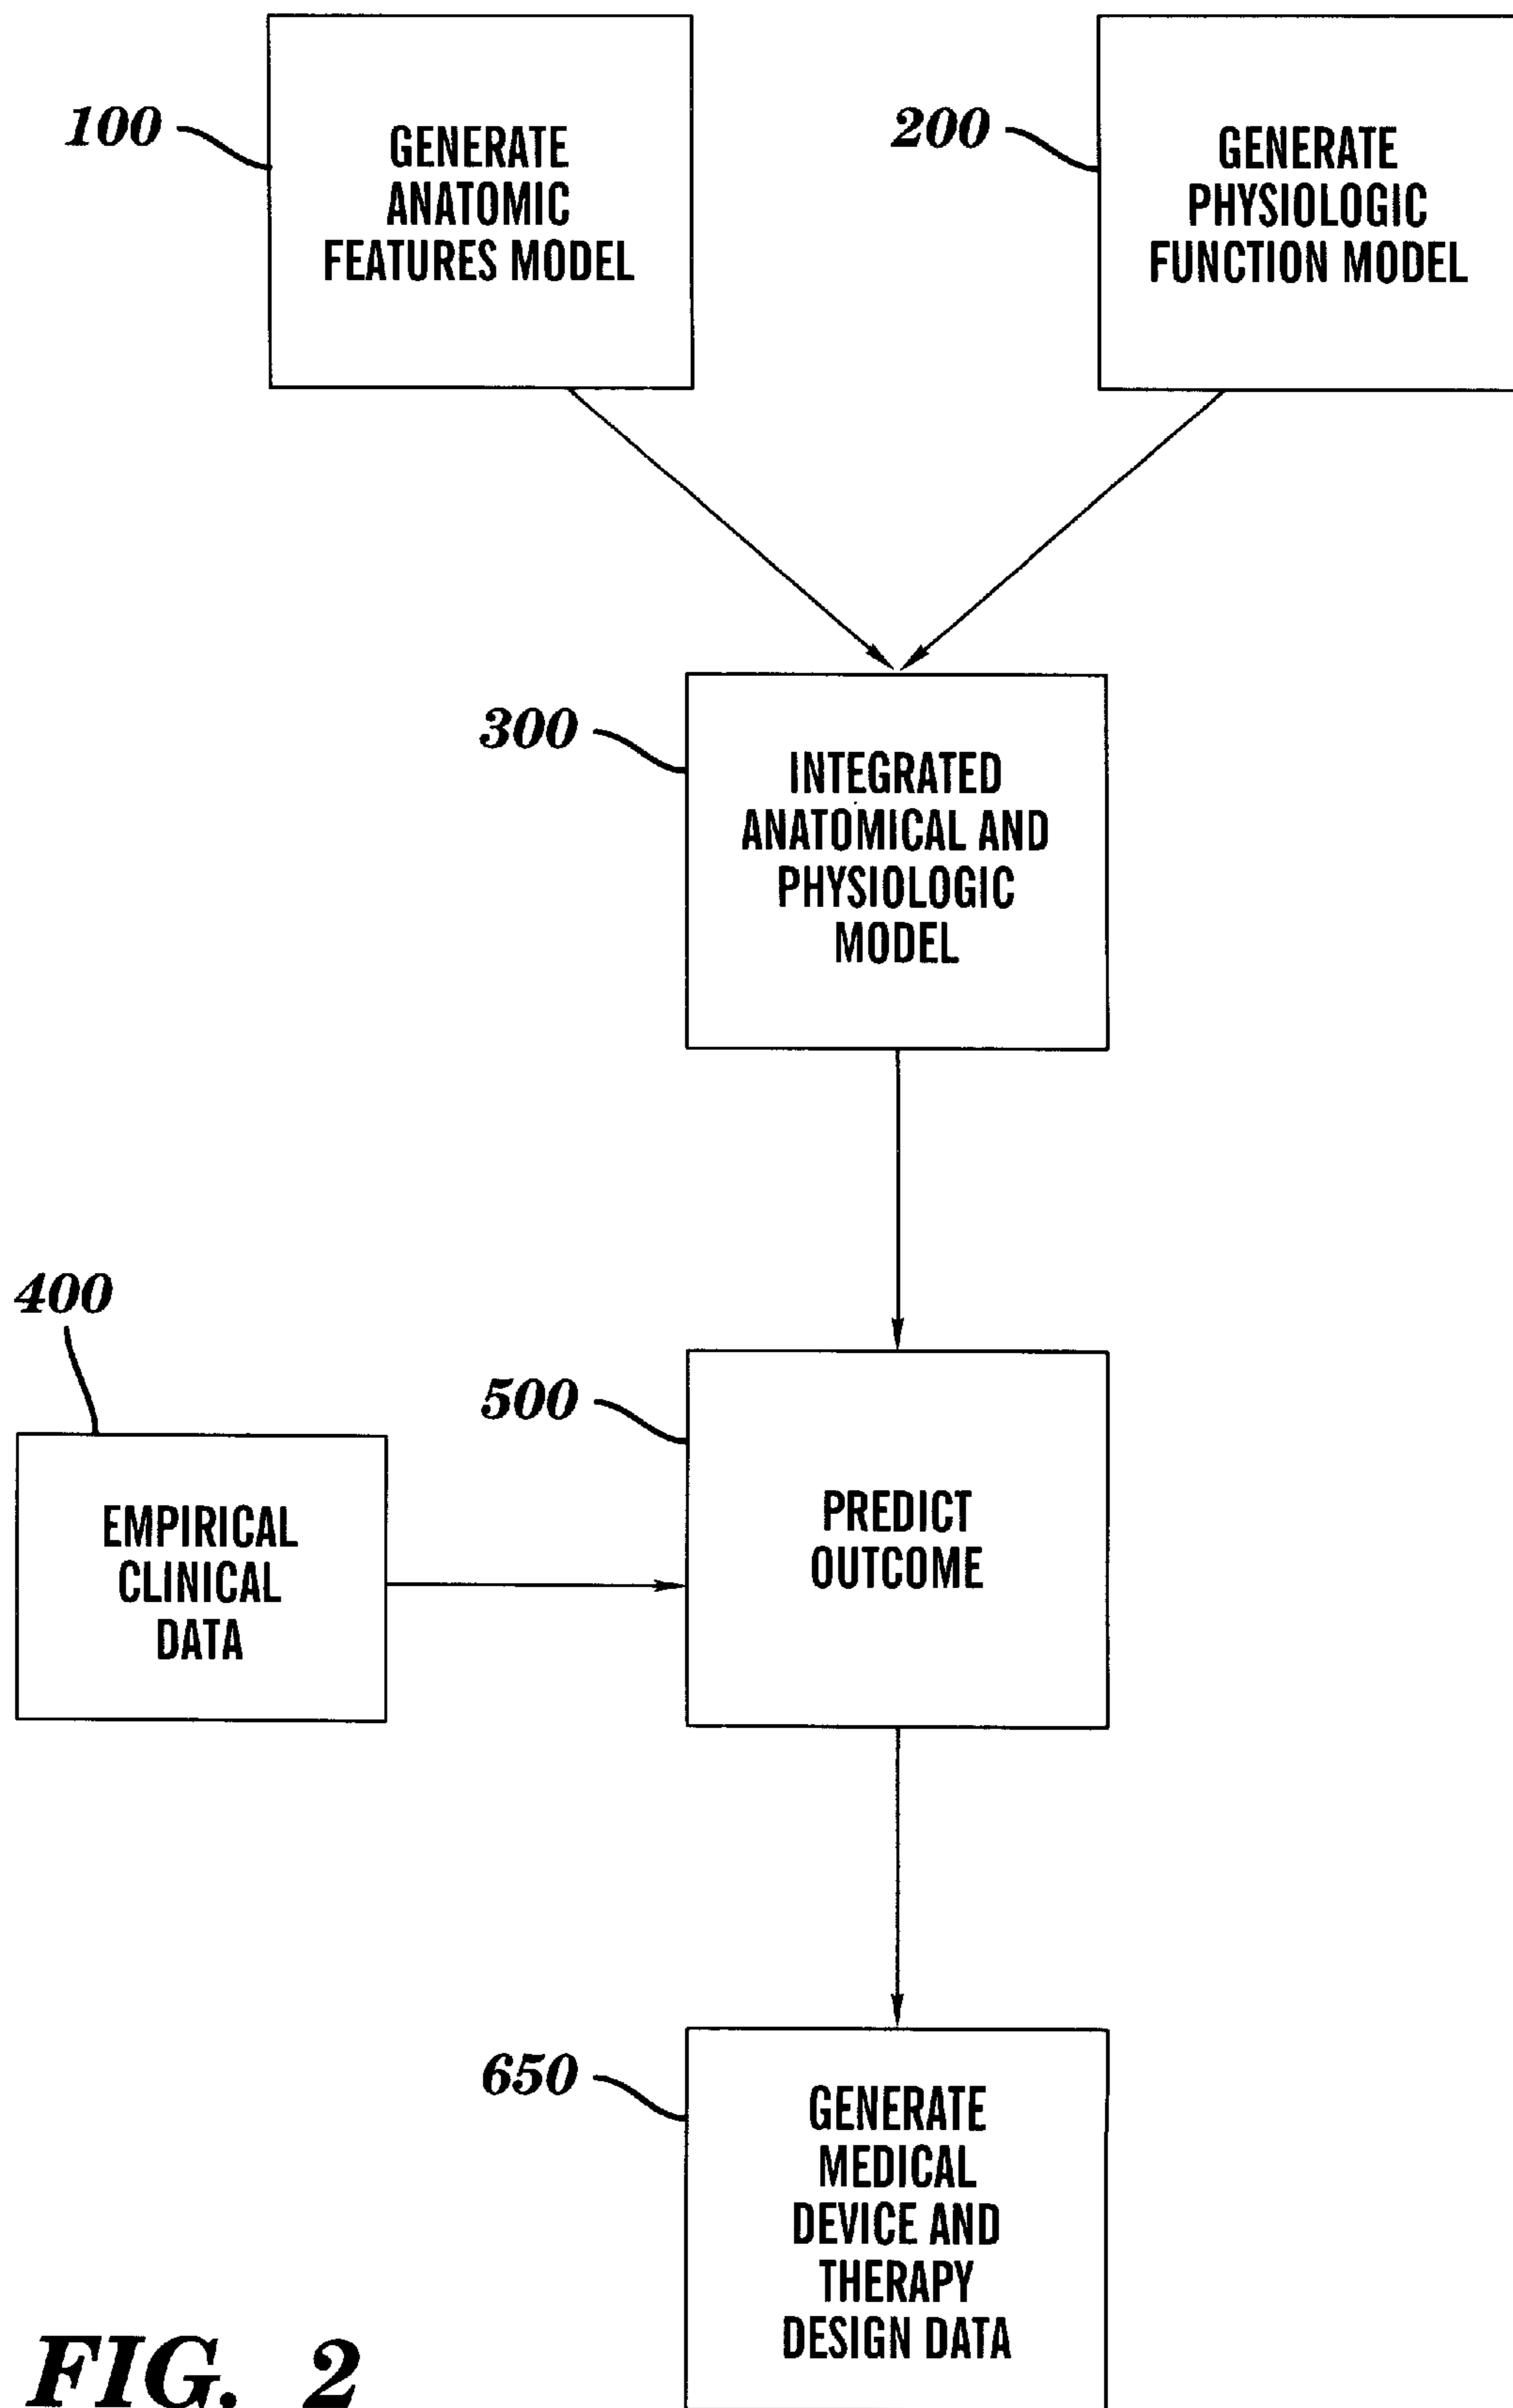 100
GENERATE
ANATOMIC
FEATURES MODEL
200
GENERATE
PHYSIOLOGIC
FUNCTION MODEL
300
INTEGRATED
ANATOMICAL AND
PHYSIOLOGIC
MODEL
400
EMPIRICAL
CLINICAL
DATA
500
PREDICT
OUTCOME
650
GENERATE
MEDICAL
DEVICE AND
THERAPY
DESIGN DATA
FIG. 2